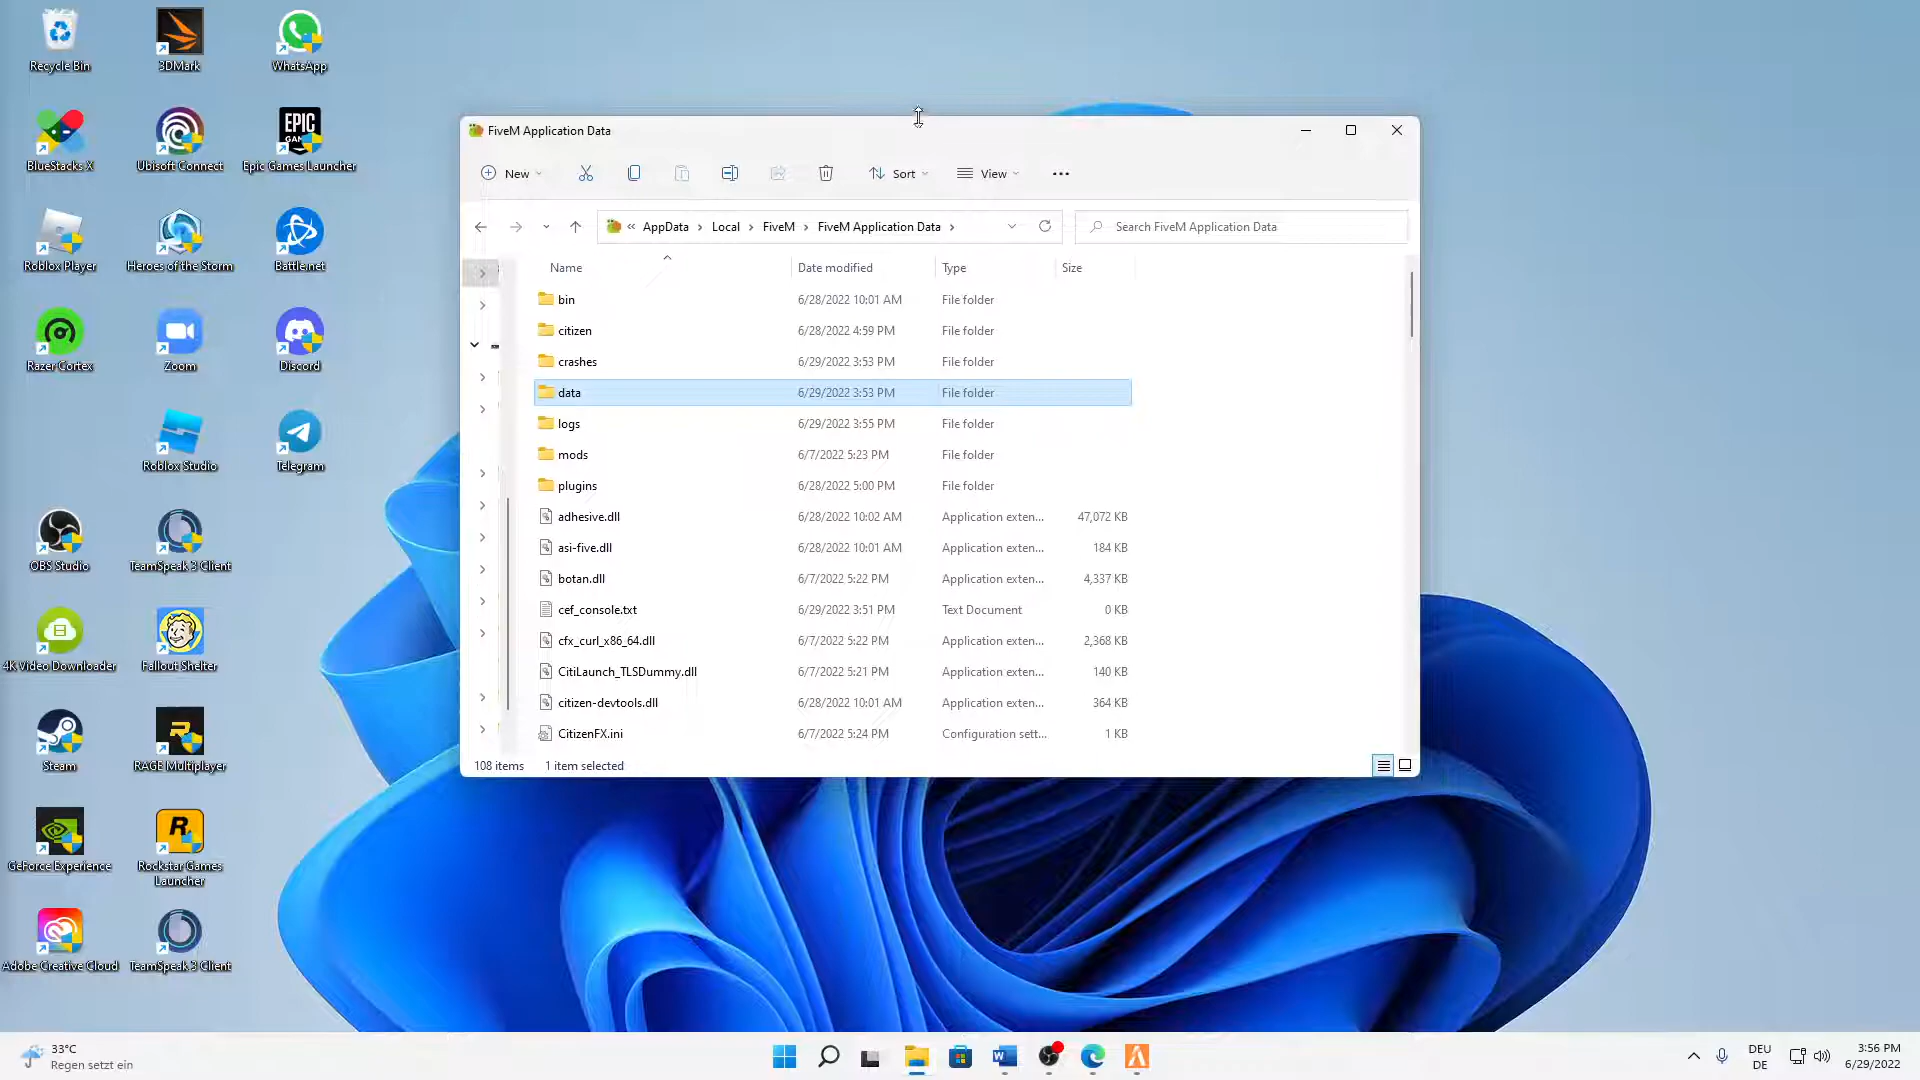 Recycle Bin
3DMark
WhatsApp
BlueStacks X
Ubisoft Connect
EPIC
Epic Games Launcher
Roblox Player
Heroes of the Storm
Battle.net
Razer Cortex
Zoom
Discord
Roblox Studio
Telegram
OBS Studio
TeamSpeak 3 Client
4K Video Downloader
Fallout Shelter
Steam
RAGE Multiplayer
GeForce Experience
Rockstar Games
Launcher
Adobe Creative Cloud
TeamSpeak 3 Client
FiveM Application Data
New
Sort
View
« AppData > Local > FiveM > FiveM Application Data >
Search FiveM Application Data
Name Date modified Type Size
bin 6/28/2022 10:01 AM File folder
citizen 6/28/2022 4:59 PM File folder
crashes 6/29/2022 3:53 PM File folder
data 6/29/2022 3:53 PM File folder
logs 6/29/2022 3:55 PM File folder
mods 6/7/2022 5:23 PM File folder
plugins 6/28/2022 5:00 PM File folder
adhesive.dll 6/28/2022 10:02 AM Application exten... 47,072 KB
asi-five.dll 6/28/2022 10:01 AM Application exten... 184 KB
botan.dll 6/7/2022 5:22 PM Application exten... 4,337 KB
cef_console.txt 6/29/2022 3:51 PM Text Document 0 KB
cfx_curl_x86_64.dll 6/7/2022 5:22 PM Application exten... 2,368 KB
CitiLaunch_TLSDummy.dll 6/7/2022 5:21 PM Application exten... 140 KB
citizen-devtools.dll 6/28/2022 10:01 AM Application exten... 364 KB
CitizenFX.ini 6/7/2022 5:24 PM Configuration sett... 1 KB
108 items 1 item selected
33°C
Regen setzt ein
DEU
DE
3:56 PM
6/29/2022